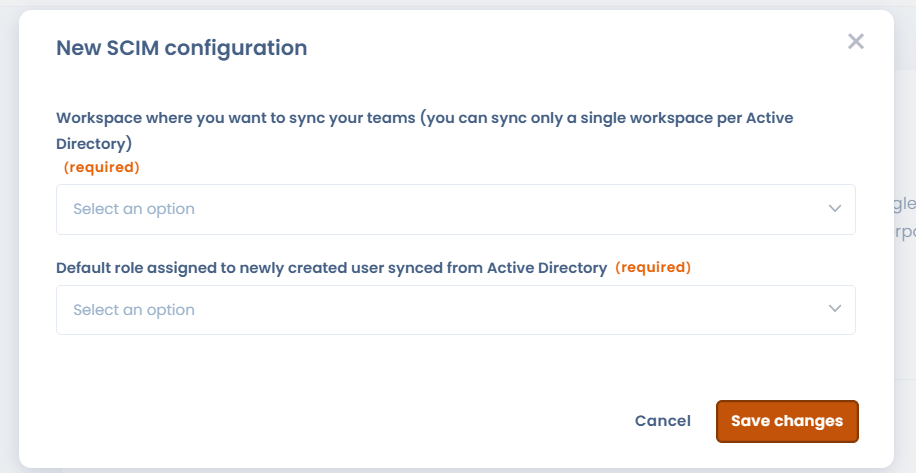 New SCIM configuration
Workspace where you want to sync your teams (you can sync only a single workspace per Active
Directory)
(required)
Select an option
Default role assigned to newly created user synced from Active Directory (required)
Select an option
Cancel
Save changes